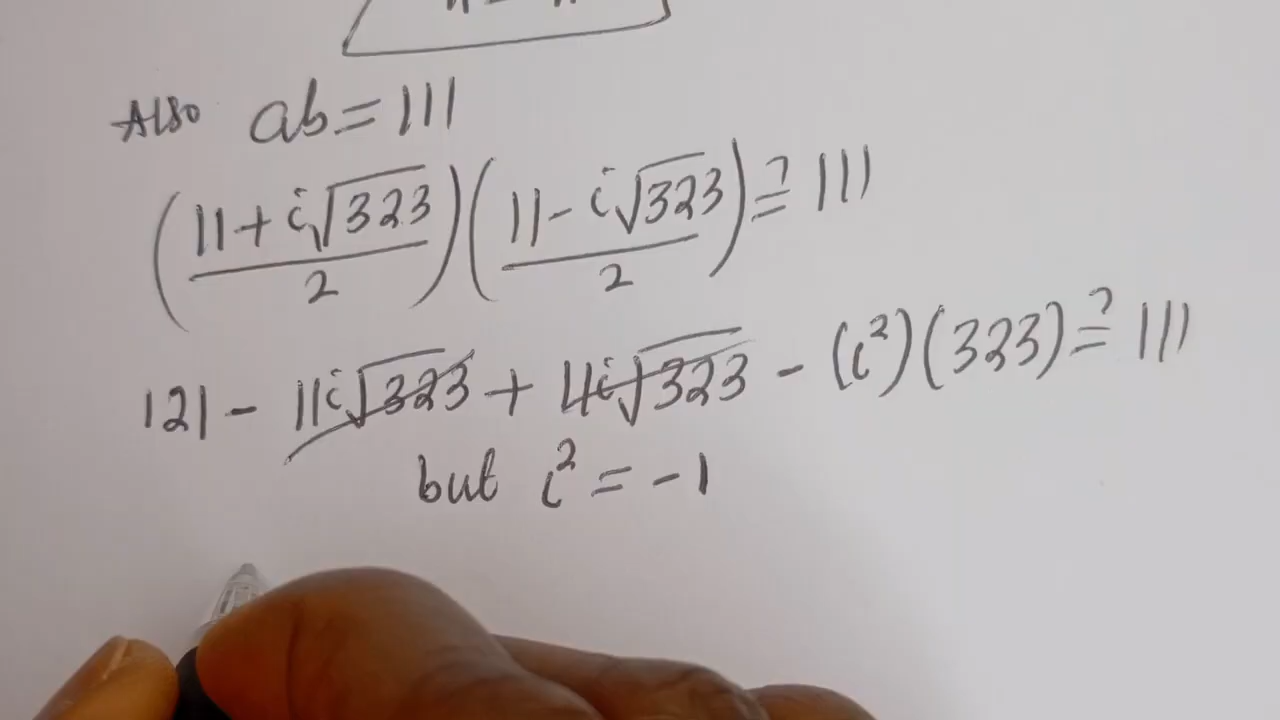 Also ab = 111
(11 + i√323 / 2)(11 - i√323 / 2) ?= 111
121 - 11i√323 + 11i√323 - (i²)(323) ?= 111
but i² = -1